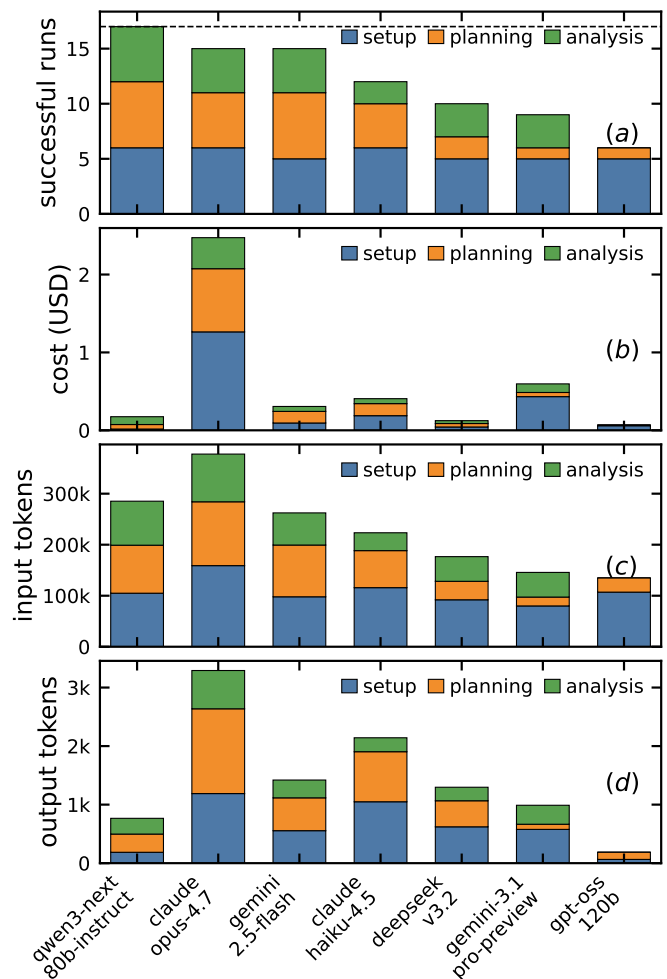 successful runs
15
10
5
0
setup planning analysis
(a)
cost (USD)
2
1
0
setup planning analysis
(b)
input tokens
300k
200k
100k
0
setup planning analysis
(c)
output tokens
3k
2k
1k
0
setup planning analysis
(d)
qwen3-next
80b-instruct
claude
opus-4.7
gemini
2.5-flash
claude
haiku-4.5
deepseek
v3.2
gemini-3.1
pro-preview
gpt-oss
120b